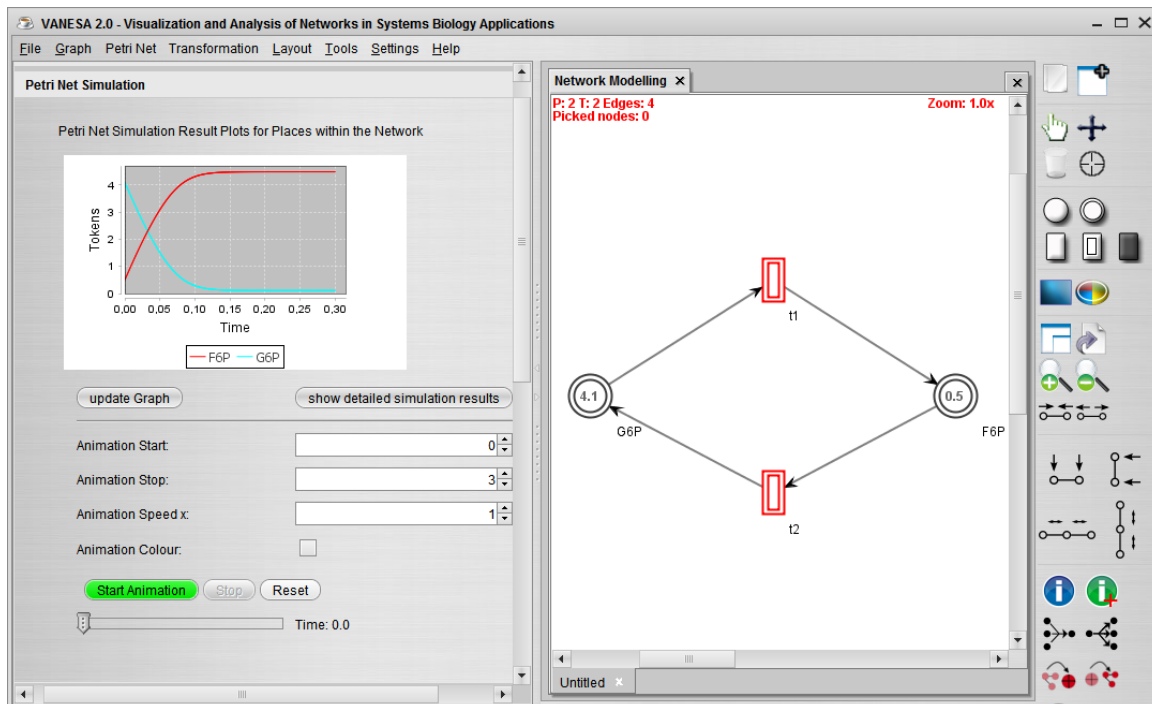 VANESA 2.0 - Visualization and Analysis of Networks in Systems Biology Applications
File Graph Petri Net Transformation Layout Tools Settings Help
Petri Net Simulation
Petri Net Simulation Result Plots for Places within the Network
Tokens
4
3
2
1
0
0,00 0,05 0,10 0,15 0,20 0,25 0,30
Time
F6P G6P
update Graph show detailed simulation results
Animation Start: 0
Animation Stop: 3
Animation Speed x: 1
Animation Colour:
Start Animation Stop Reset
Time: 0.0
Network Modelling
P: 2 T: 2 Edges: 4 Zoom: 1.0x
Picked nodes: 0
t1
4.1 0.5
G6P F6P
t2
Untitled